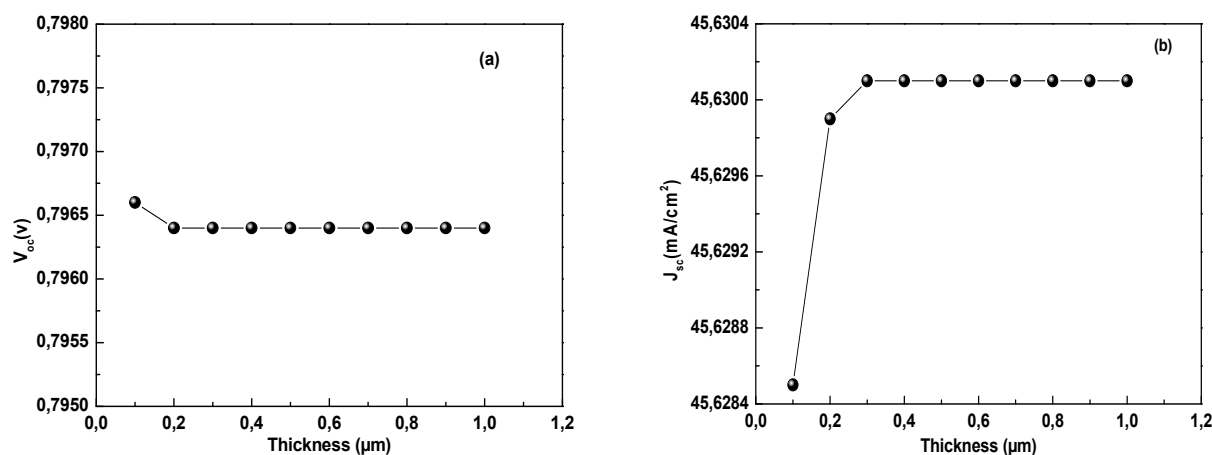 (a)
0,7980
0,7975
0,7970
0,7965
0,7960
0,7955
0,7950
V_oc(v)
0,0 0,2 0,4 0,6 0,8 1,0 1,2
Thickness (µm)
(b)
45,6304
45,6300
45,6296
45,6292
45,6288
45,6284
J_sc(mA/cm²)
0,0 0,2 0,4 0,6 0,8 1,0 1,2
Thickness (µm)